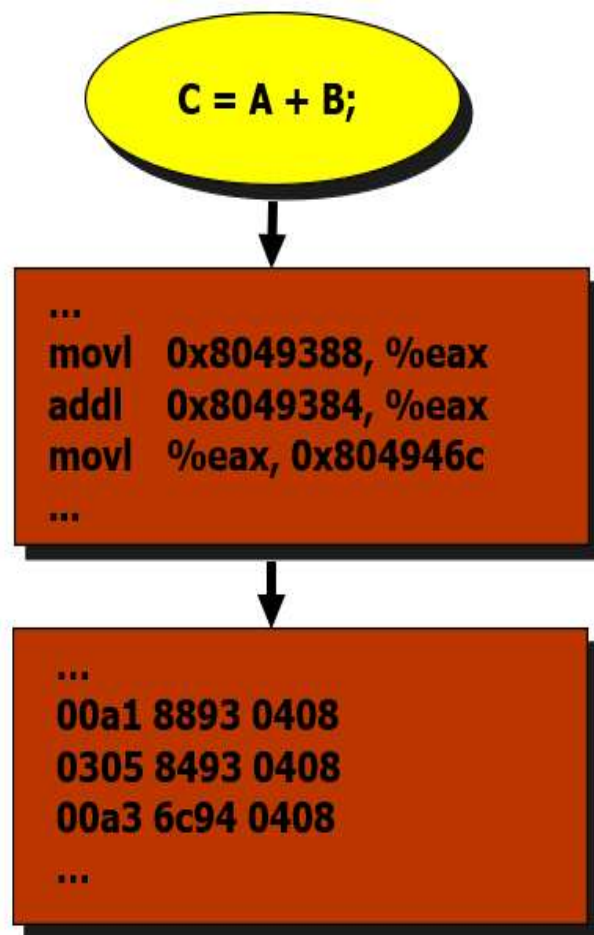 C = A + B;
...
movl 0x8049388, %eax
addl 0x8049384, %eax
movl %eax, 0x804946c
...
...
00a1 8893 0408
0305 8493 0408
00a3 6c94 0408
...